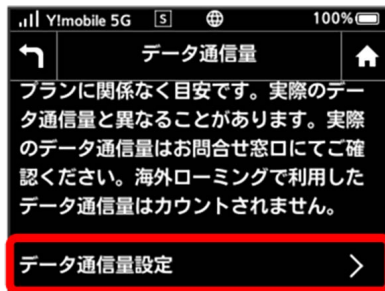 Y!mobile 5G S 100%
データ通信量
プランに関係なく目安です。実際のデー
タ通信量と異なることがあります。実際
のデータ通信量はお問合せ窓口にてご確
認ください。海外ローミングで利用した
データ通信量はカウントされません。
データ通信量設定